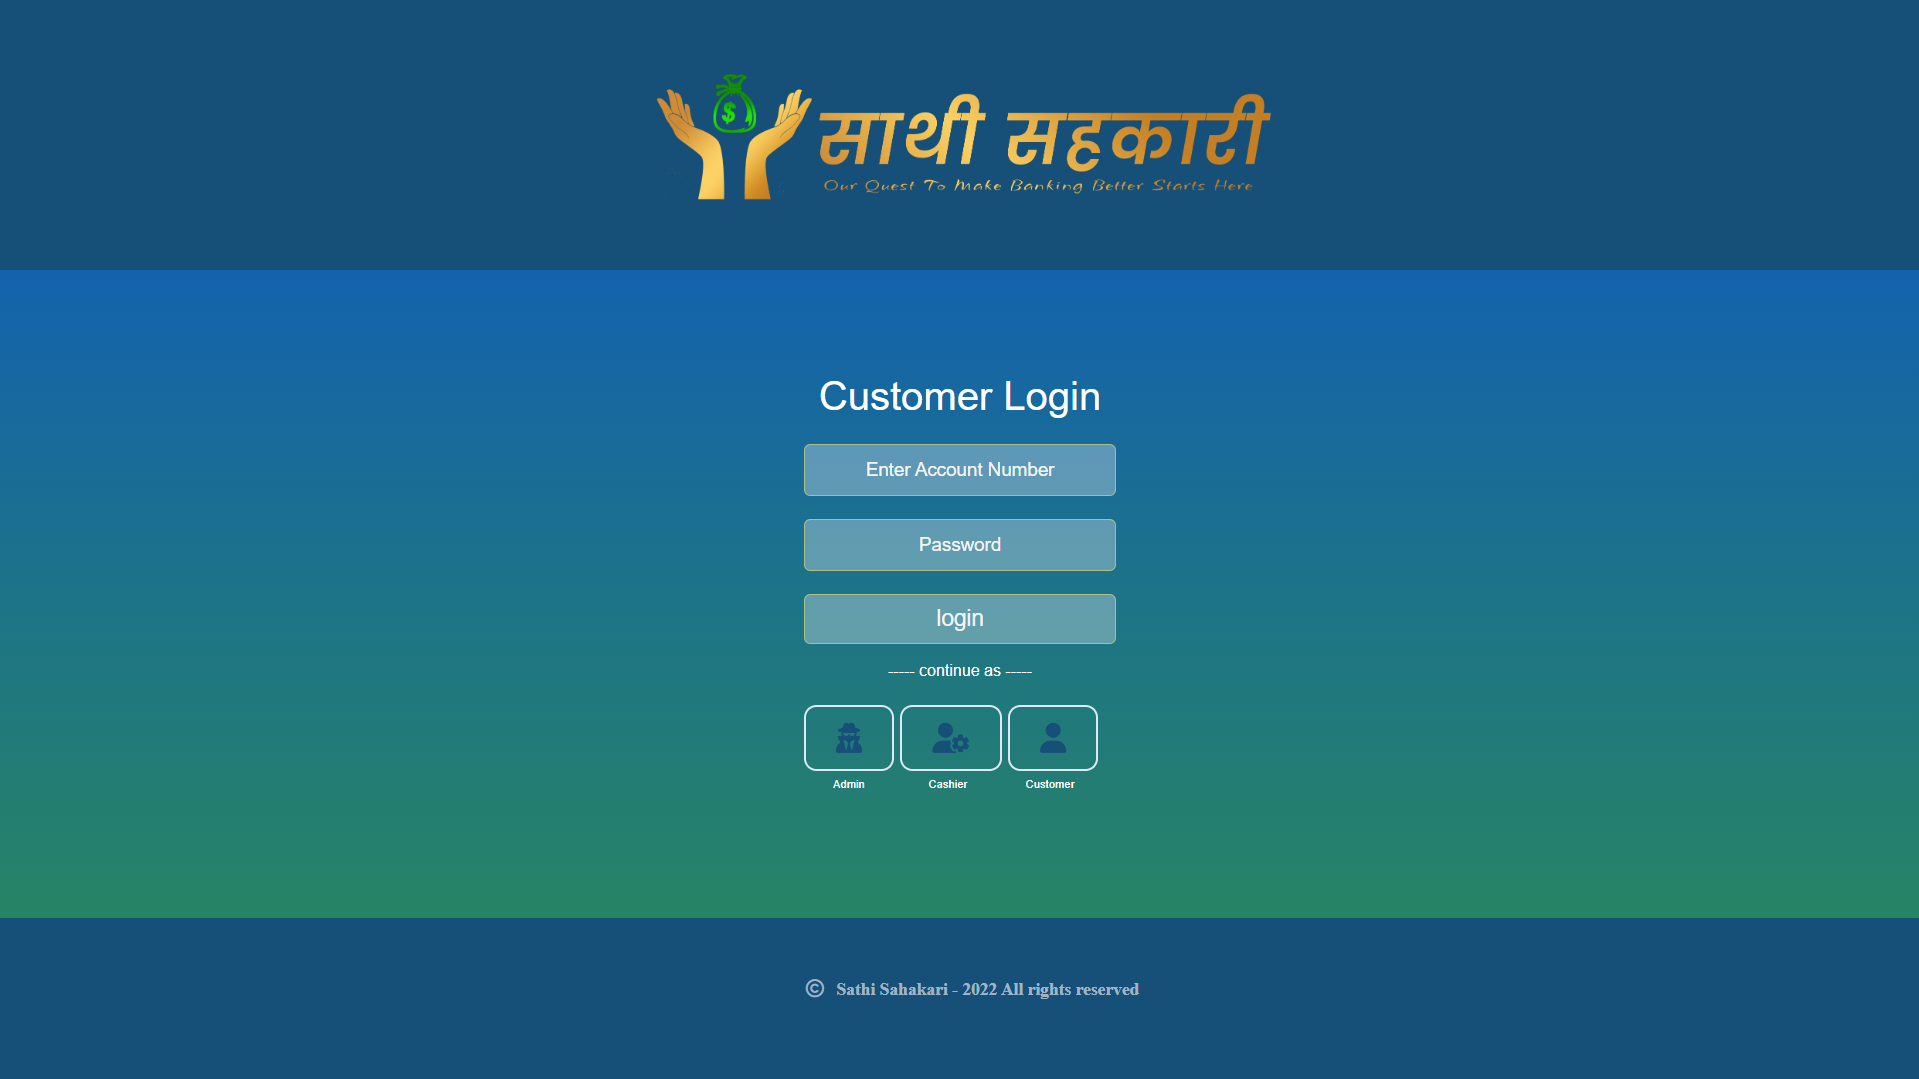 साथी सहकारी
Our Quest To Make Banking Better Starts Here
Customer Login
Enter Account Number
Password
login
----- continue as -----
Admin Cashier Customer
© Sathi Sahakari - 2022 All rights reserved